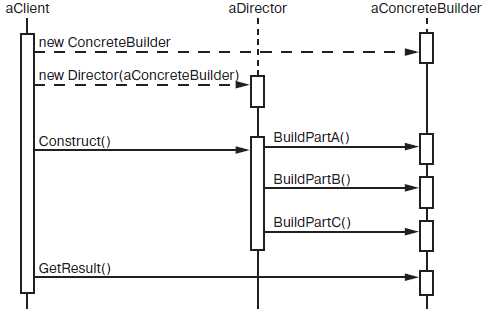 aClient aDirector aConcreteBuilder
new ConcreteBuilder
new Director(aConcreteBuilder)
Construct() BuildPartA()
BuildPartB()
BuildPartC()
GetResult()